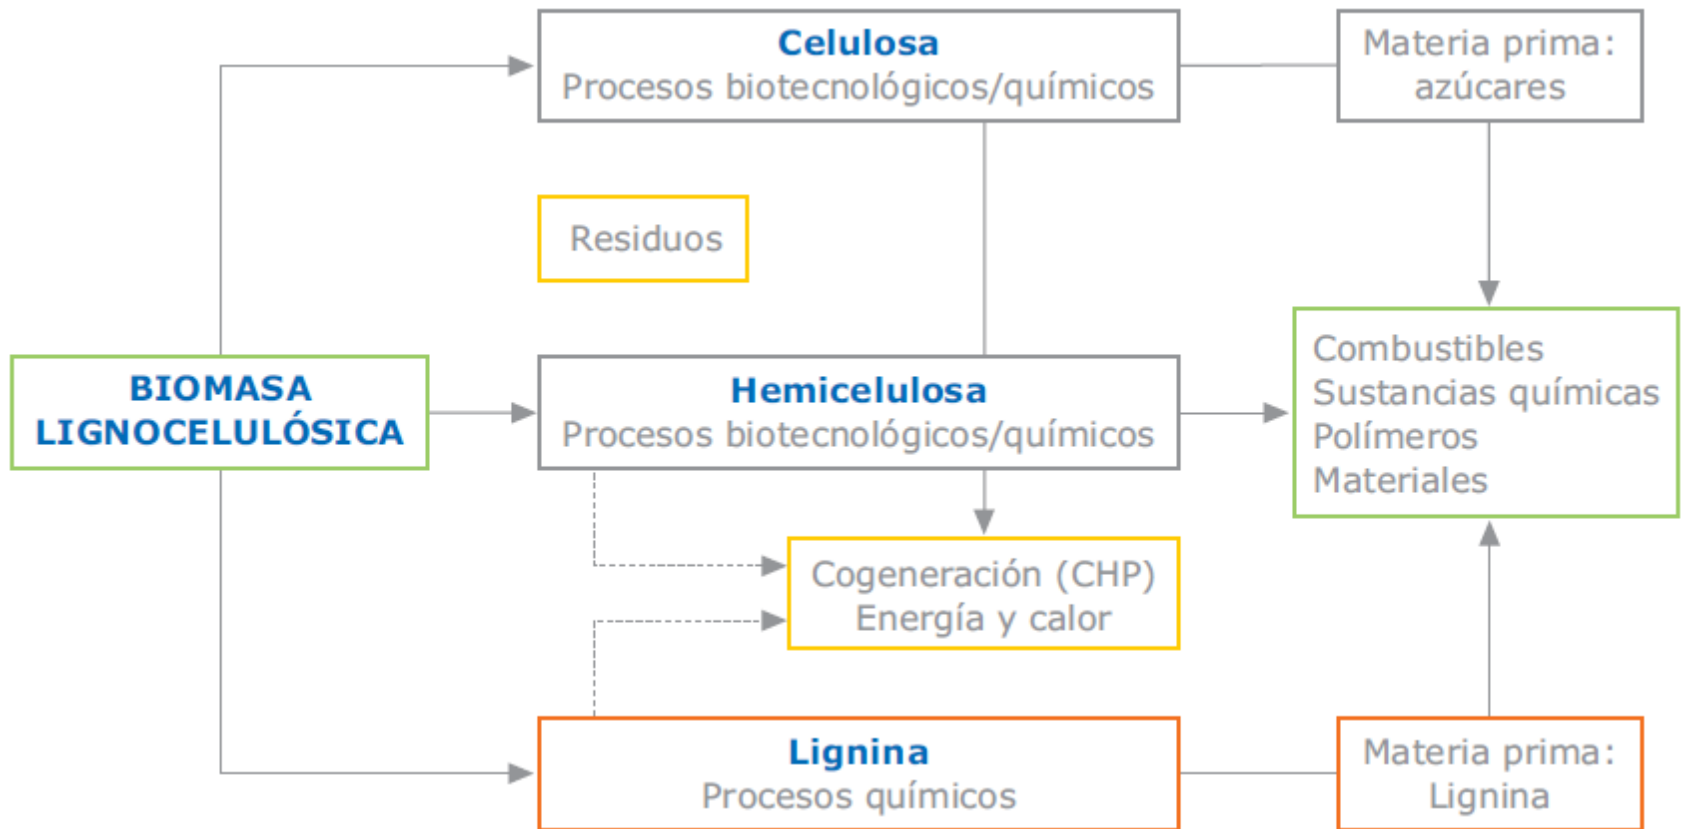 Celulosa
Procesos biotecnológicos/químicos
Materia prima:
azúcares
Residuos
BIOMASA
LIGNOCELULÓSICA
Hemicelulosa
Procesos biotecnológicos/químicos
Combustibles
Sustancias químicas
Polímeros
Materiales
Cogeneración (CHP)
Energía y calor
Lignina
Procesos químicos
Materia prima:
Lignina